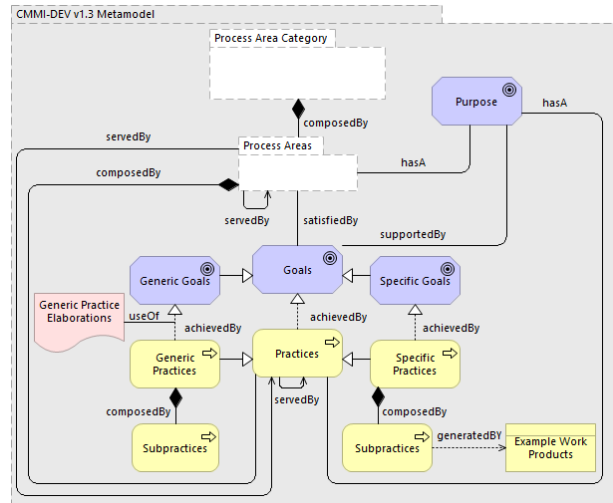 CMMI-DEV v1.3 Metamodel
Process Area Category
Purpose
hasA
composedBy
servedBy
Process Areas
composedBy
hasA
servedBy
satisfiedBy
supportedBy
Generic Goals
Goals
Specific Goals
Generic Practice
Elaborations
useOf
achievedBy
achievedBy
achievedBy
Generic
Practices
Practices
Specific
Practices
servedBy
composedBy
composedBy
Subpractices
Subpractices
generatedBY
Example Work
Products